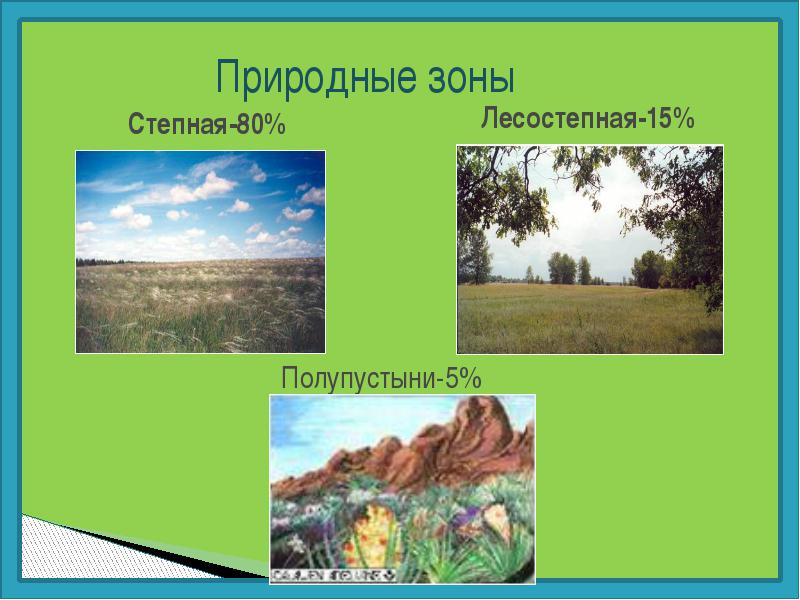 Природные зоны
Степная-80%
Лесостепная-15%
Полупустыни-5%